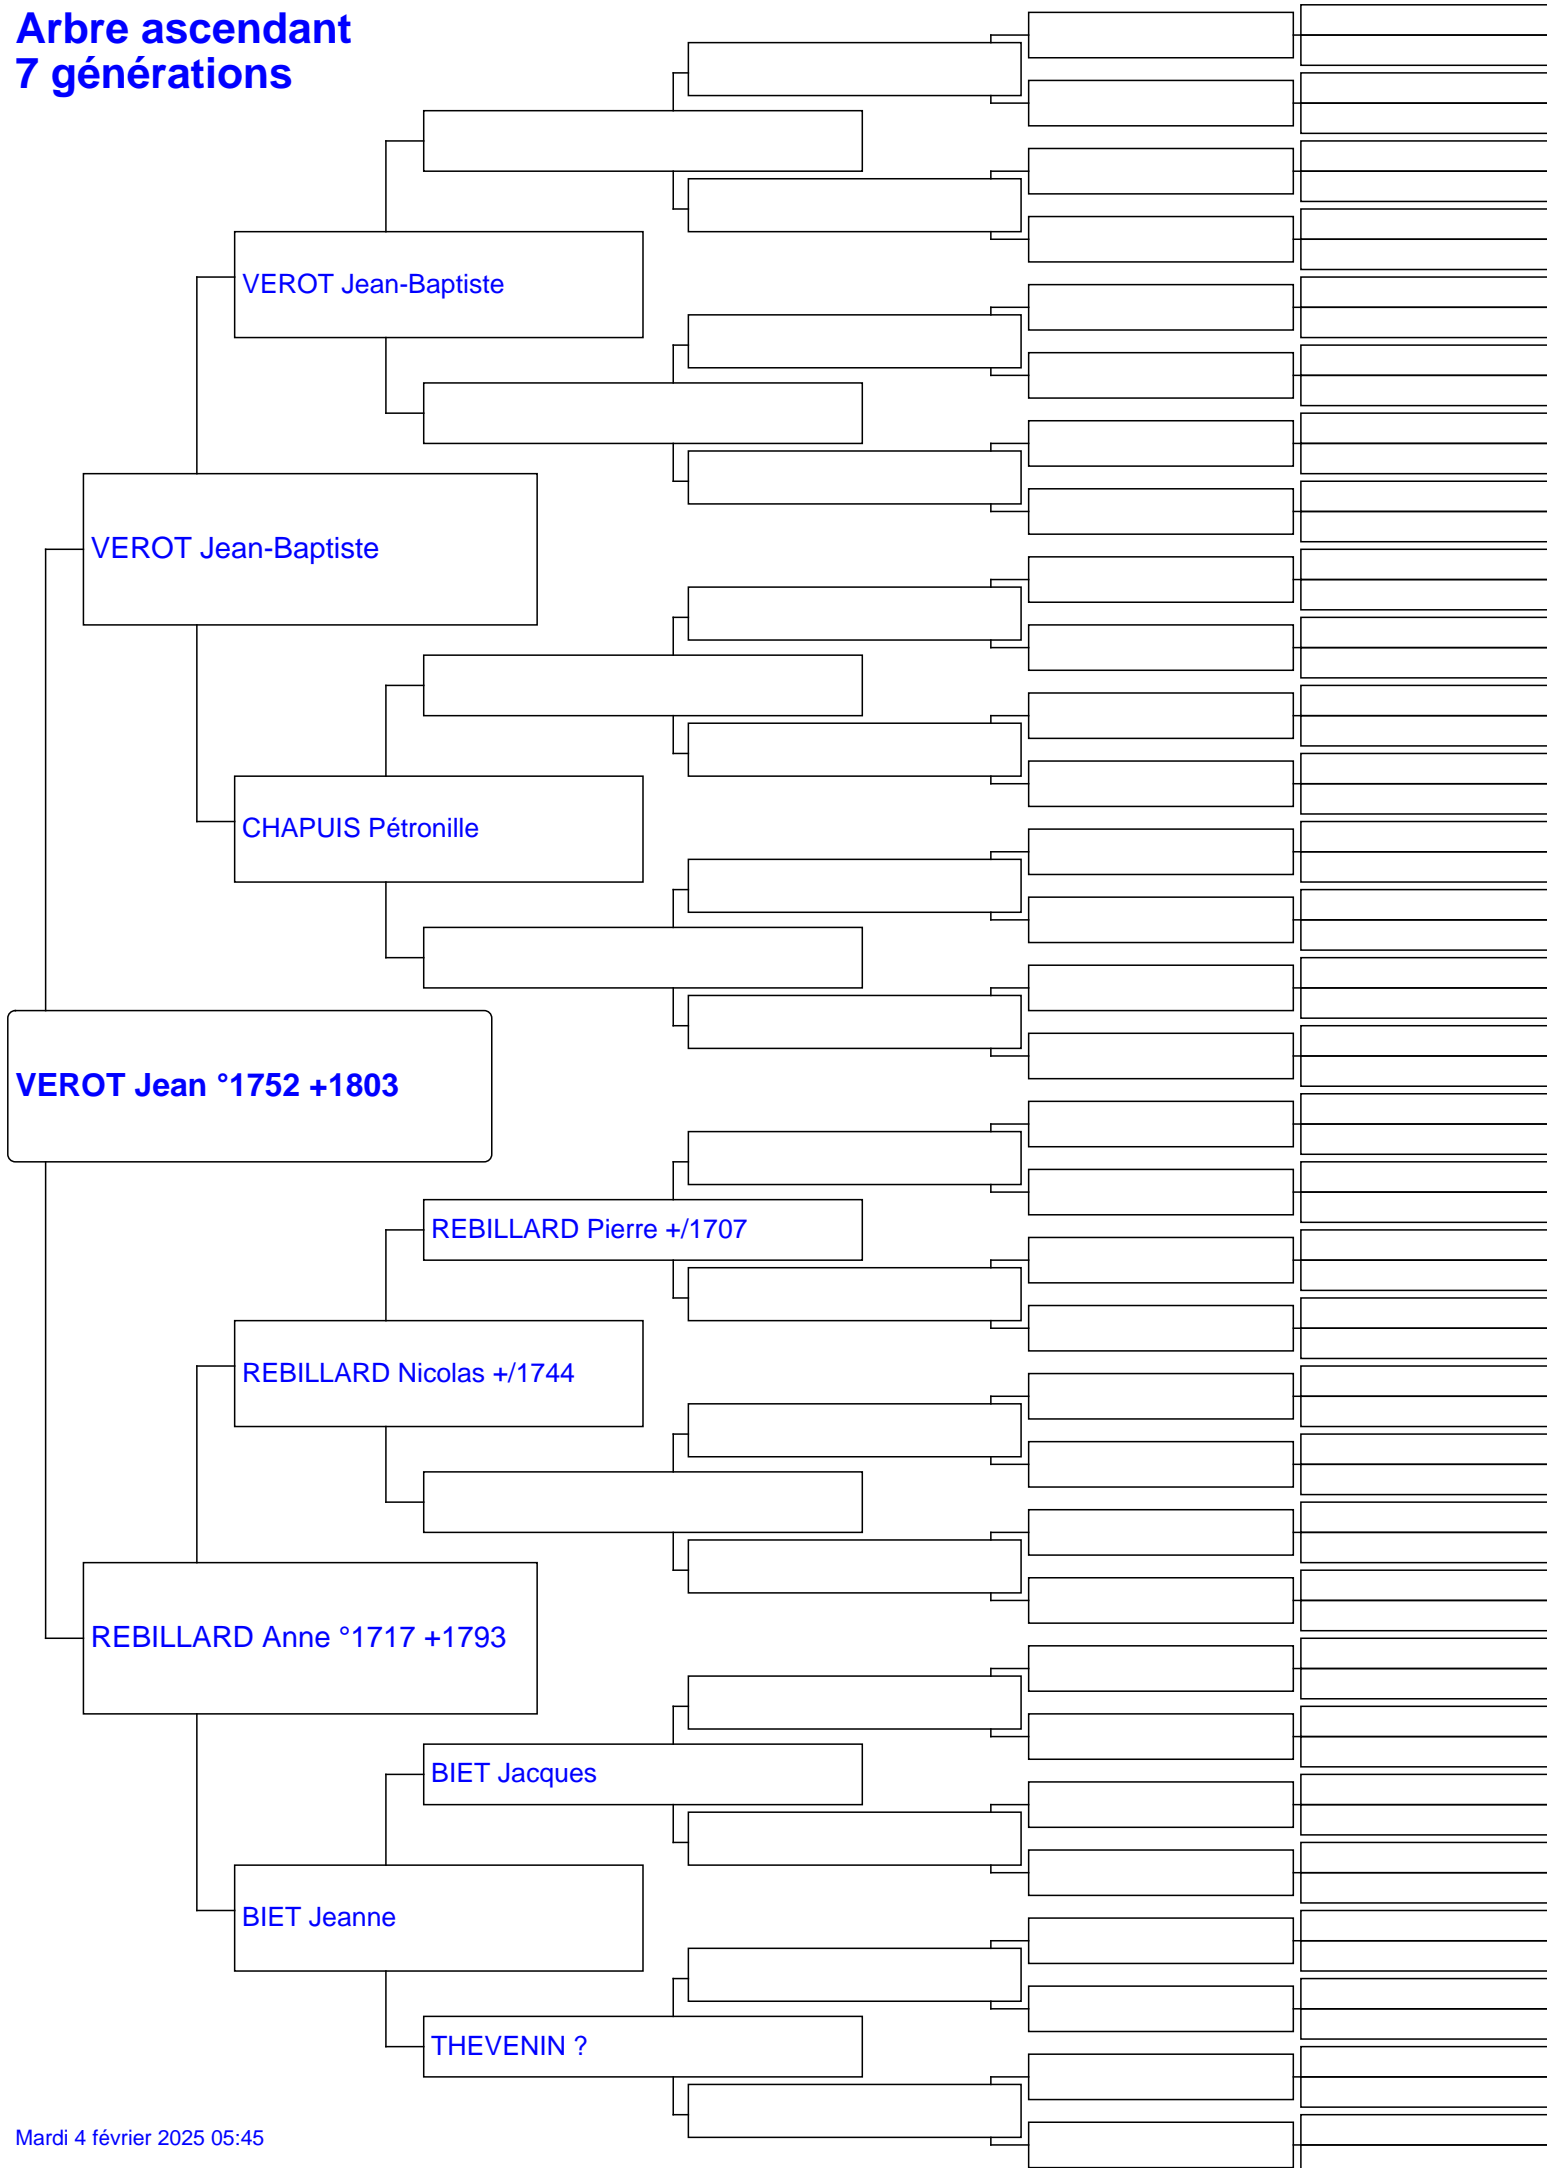 Arbre ascendant
7 générations
VEROT Jean-Baptiste
VEROT Jean-Baptiste
CHAPUIS Pétronille
VEROT Jean °1752 +1803
REBILLARD Pierre +/1707
REBILLARD Nicolas +/1744
REBILLARD Anne °1717 +1793
BIET Jacques
BIET Jeanne
THEVENIN ?
Mardi 4 février 2025 05:45